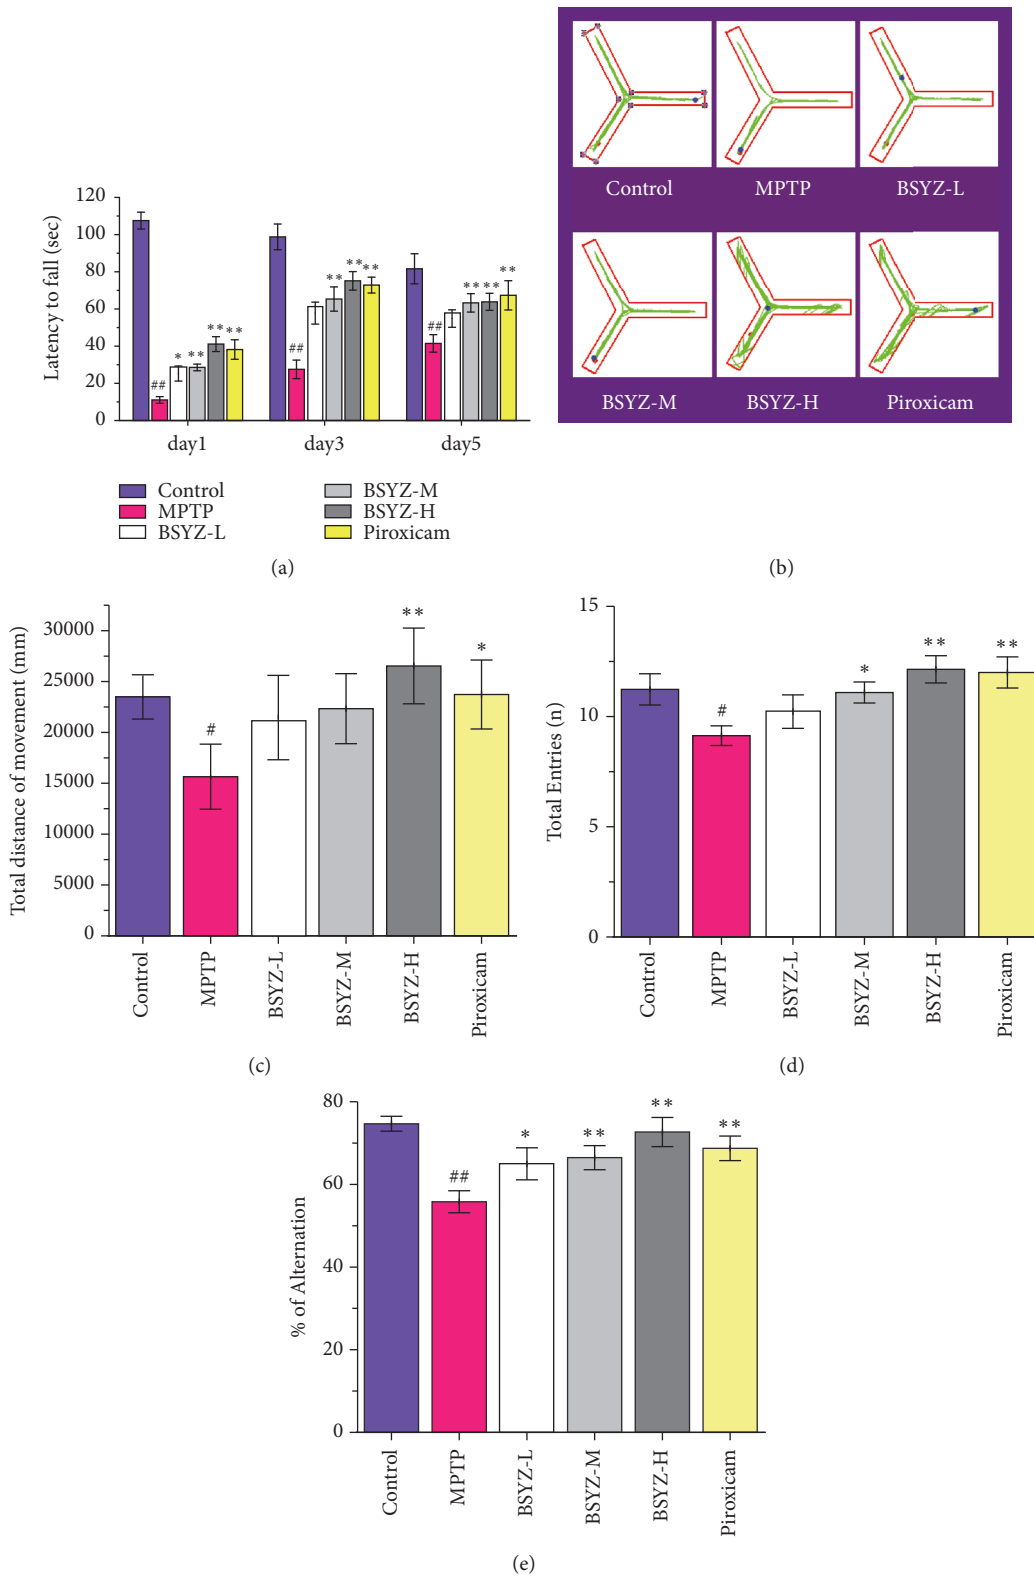 Latency to fall (sec)
120
100
80
60
40
20
0
##
*
**
**
**
##
**
**
**
##
**
**
**
day1
day3
day5
Control
MPTP
BSYZ-L
BSYZ-M
BSYZ-H
Piroxicam
(a)
Control
MPTP
BSYZ-L
BSYZ-M
BSYZ-H
Piroxicam
(b)
Total distance of movement (mm)
30000
25000
20000
15000
10000
5000
0
#
**
*
Control
MPTP
BSYZ-L
BSYZ-M
BSYZ-H
Piroxicam
(c)
Total Entries (n)
15
10
5
0
#
*
**
**
Control
MPTP
BSYZ-L
BSYZ-M
BSYZ-H
Piroxicam
(d)
% of Alternation
80
60
40
20
0
##
*
**
**
**
Control
MPTP
BSYZ-L
BSYZ-M
BSYZ-H
Piroxicam
(e)